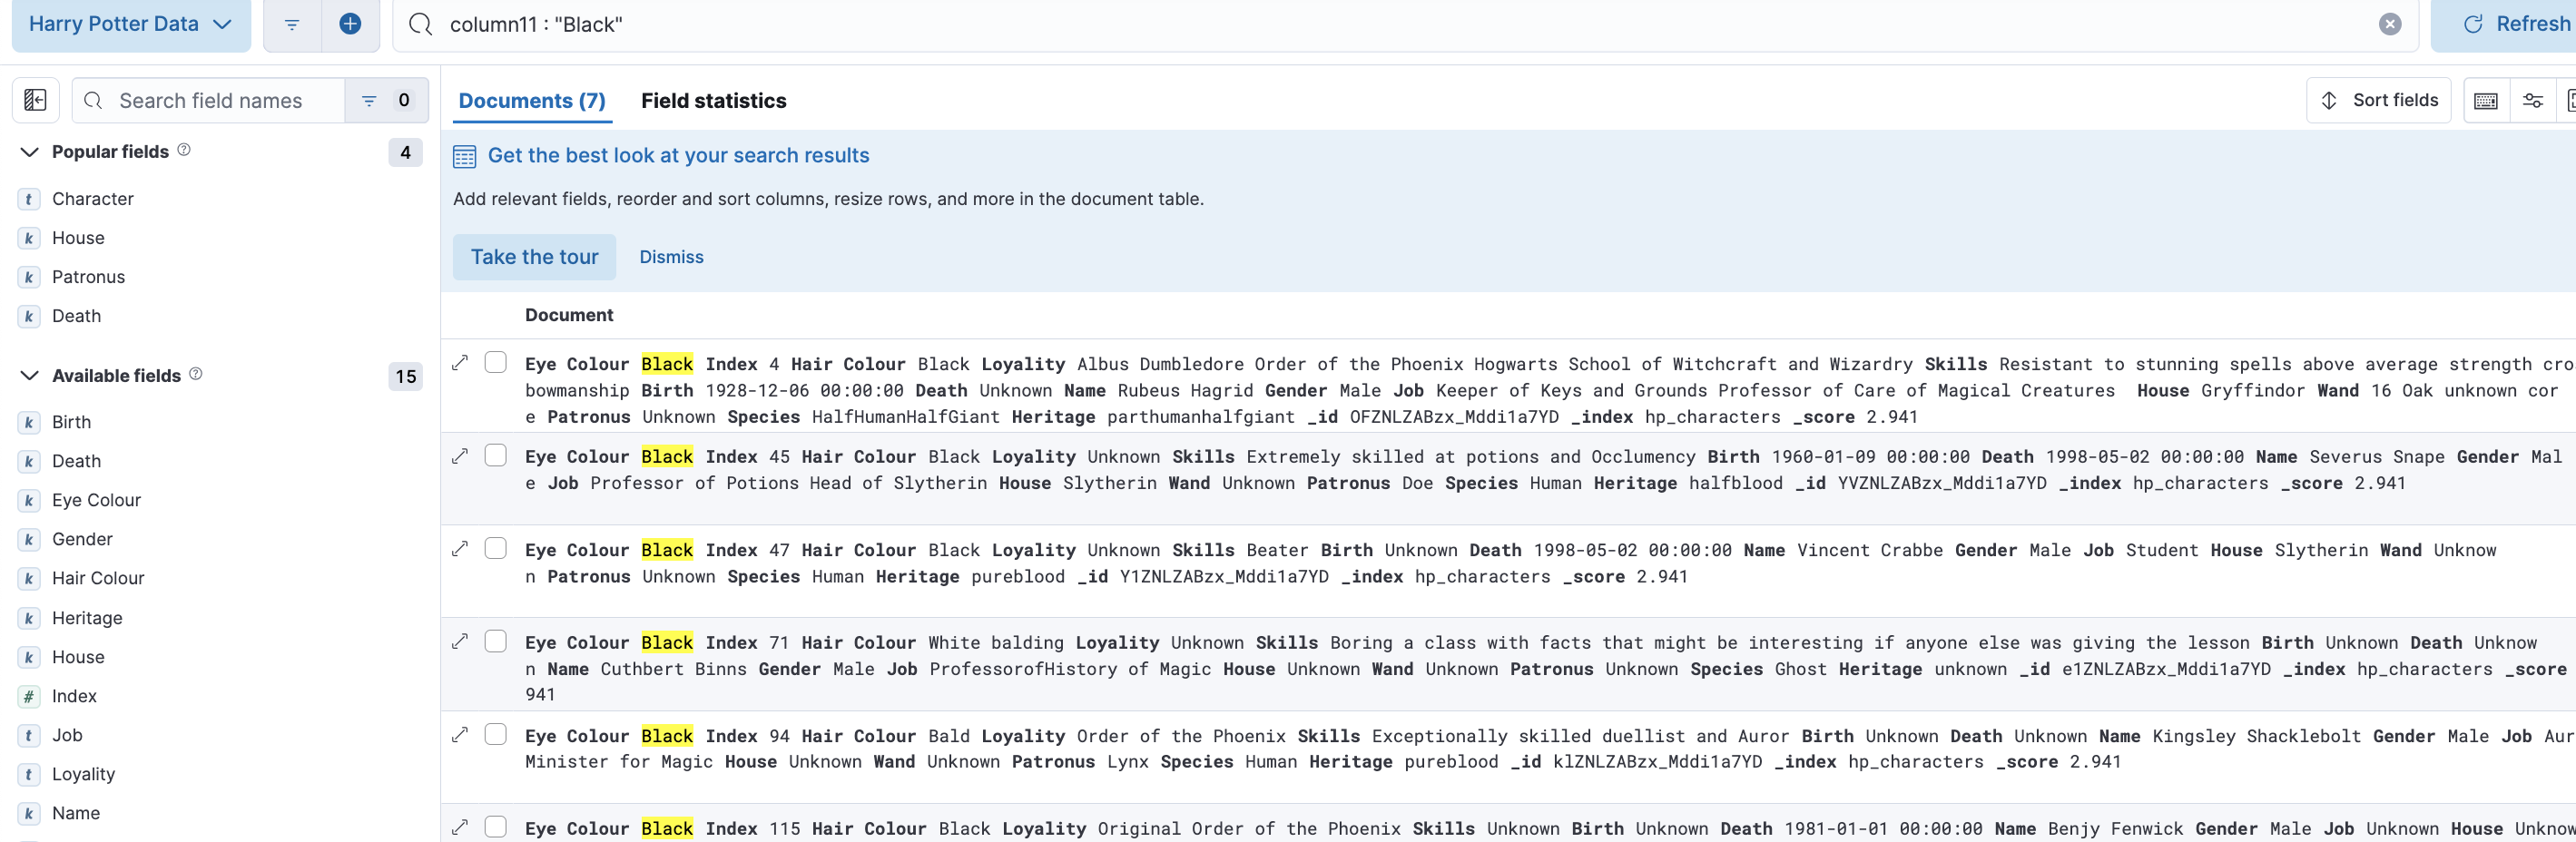 Harry Potter Data
column11 : "Black"
Refresh
Search field names
0
Documents (7)
Field statistics
Sort fields
Popular fields
4
Character
House
Patronus
Death
Available fields
15
Birth
Death
Eye Colour
Gender
Hair Colour
Heritage
House
Index
Job
Loyality
Name
Get the best look at your search results
Add relevant fields, reorder and sort columns, resize rows, and more in the document table.
Take the tour
Dismiss
Document
Eye Colour Black Index 4 Hair Colour Black Loyality Albus Dumbledore Order of the Phoenix Hogwarts School of Witchcraft and Wizardry Skills Resistant to stunning spells above average strength cro
bowmanship Birth 1928-12-06 00:00:00 Death Unknown Name Rubeus Hagrid Gender Male Job Keeper of Keys and Grounds Professor of Care of Magical Creatures House Gryffindor Wand 16 Oak unknown cor
e Patronus Unknown Species HalfHumanHalfGiant Heritage parthumanhalfgiant _id OFZNLZABzx_Mddi1a7YD _index hp_characters _score 2.941
Eye Colour Black Index 45 Hair Colour Black Loyality Unknown Skills Extremely skilled at potions and Occlumency Birth 1960-01-09 00:00:00 Death 1998-05-02 00:00:00 Name Severus Snape Gender Mal
e Job Professor of Potions Head of Slytherin House Slytherin Wand Unknown Patronus Doe Species Human Heritage halfblood _id YVZNLZABzx_Mddi1a7YD _index hp_characters _score 2.941
Eye Colour Black Index 47 Hair Colour Black Loyality Unknown Skills Beater Birth Unknown Death 1998-05-02 00:00:00 Name Vincent Crabbe Gender Male Job Student House Slytherin Wand Unknow
n Patronus Unknown Species Human Heritage pureblood _id Y1ZNLZABzx_Mddi1a7YD _index hp_characters _score 2.941
Eye Colour Black Index 71 Hair Colour White balding Loyality Unknown Skills Boring a class with facts that might be interesting if anyone else was giving the lesson Birth Unknown Death Unknow
n Name Cuthbert Binns Gender Male Job ProfessorofHistory of Magic House Unknown Wand Unknown Patronus Unknown Species Ghost Heritage unknown _id e1ZNLZABzx_Mddi1a7YD _index hp_characters _score
941
Eye Colour Black Index 94 Hair Colour Bald Loyality Order of the Phoenix Skills Exceptionally skilled duellist and Auror Birth Unknown Death Unknown Name Kingsley Shacklebolt Gender Male Job Aur
Minister for Magic House Unknown Wand Unknown Patronus Lynx Species Human Heritage pureblood _id klZNLZABzx_Mddi1a7YD _index hp_characters _score 2.941
Eye Colour Black Index 115 Hair Colour Black Loyality Original Order of the Phoenix Skills Unknown Birth Unknown Death 1981-01-01 00:00:00 Name Benjy Fenwick Gender Male Job Unknown House Unknow